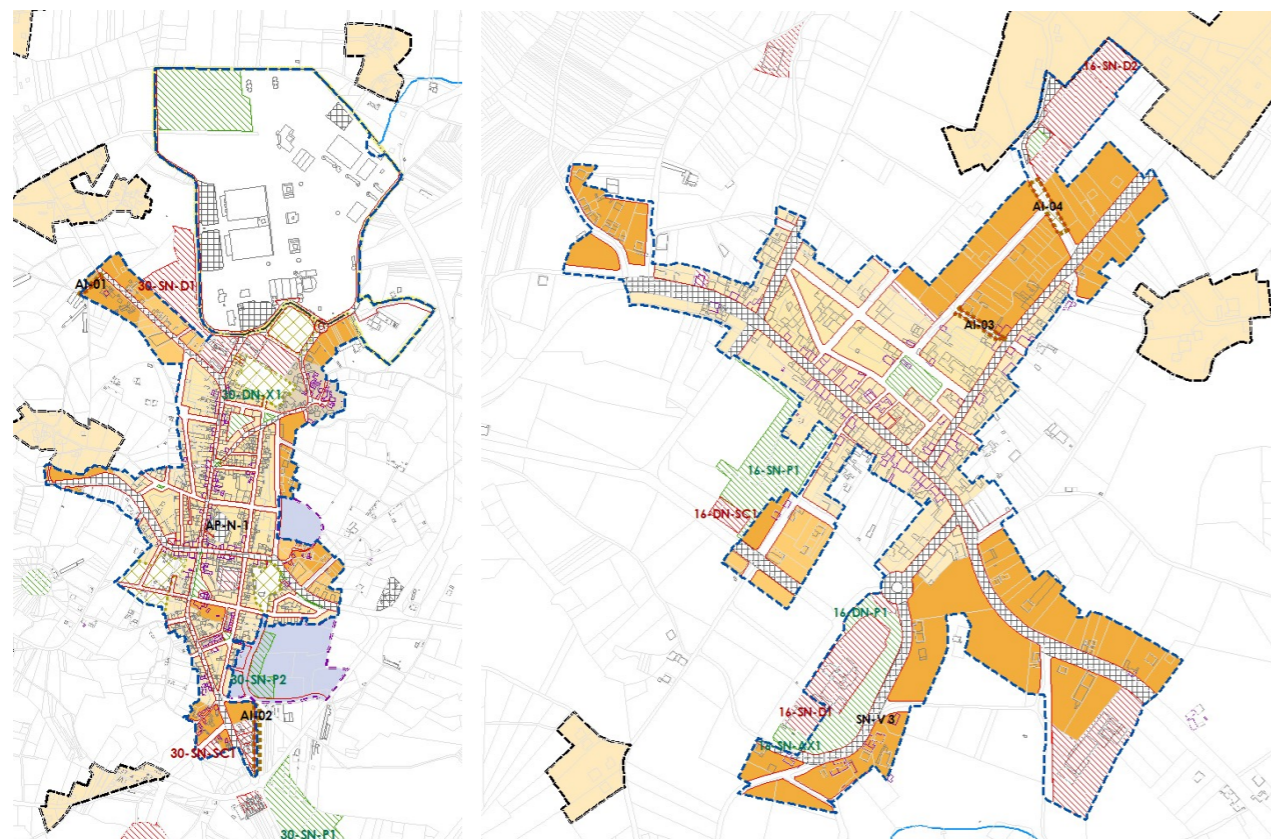 AI-01
30-SN-D1
30-DN-X1
AP-N-1
30-SN-P2
AI-02
30-SN-SC1
30-SN-P1
16-SN-D2
AI-04
AI-03
16-SN-P1
16-DN-SC1
16-DN-P1
16-SN-D1
SN-V3
16-SN-AX1